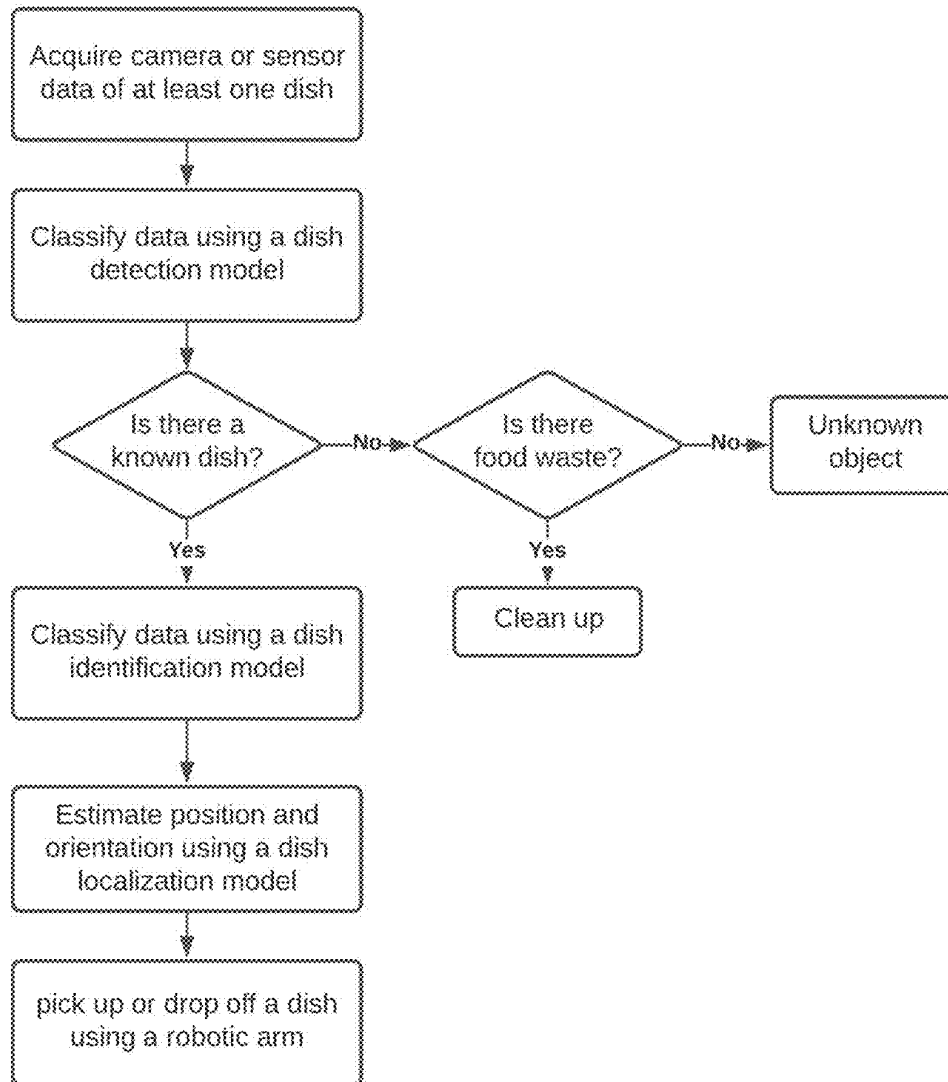 Acquire camera or sensor
data of at least one dish
Classify data using a dish
detection model
Is there a
known dish?
No
Is there
food waste?
No
Unknown
object
Yes
Yes
Classify data using a dish
identification model
Clean up
Estimate position and
orientation using a dish
localization model
pick up or drop off a dish
using a robotic arm